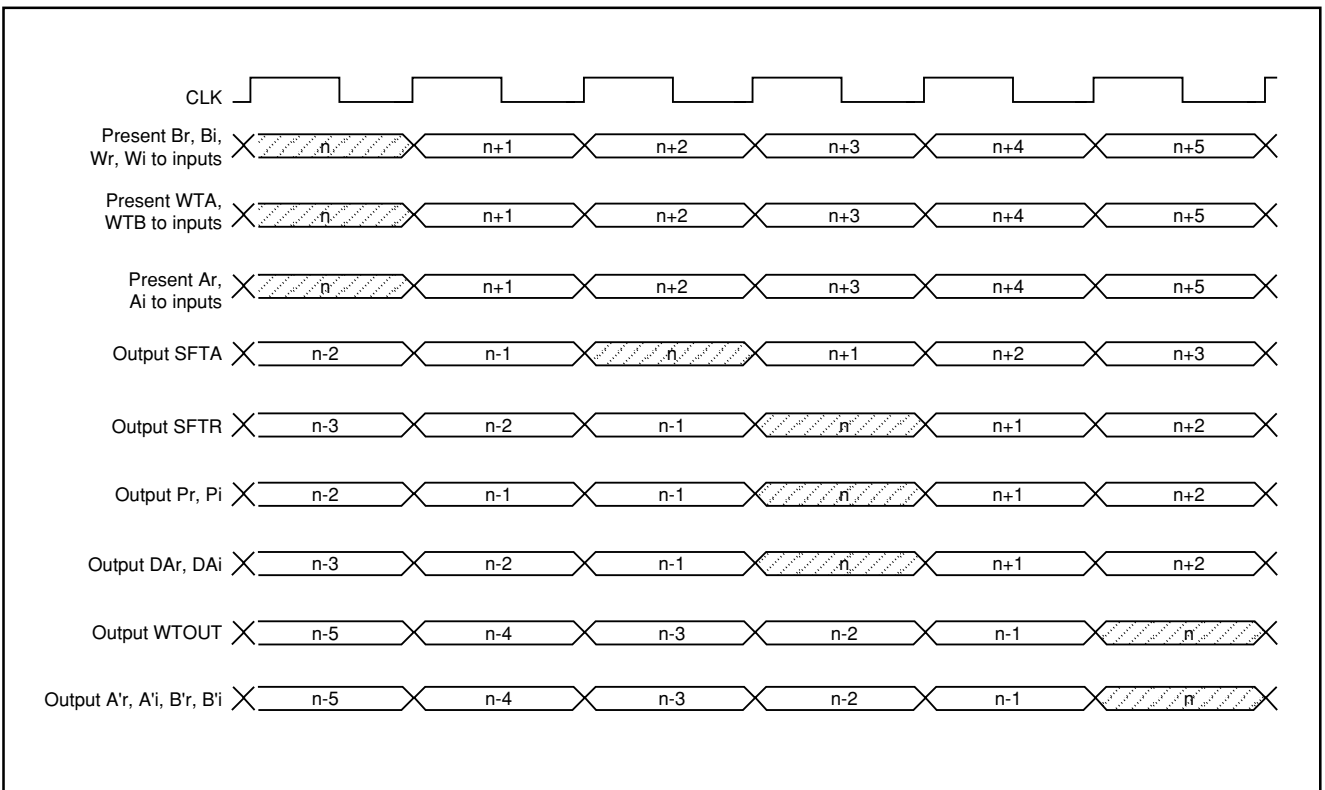 CLK
Present Br, Bi,
Wr, Wi to inputs
n n+1 n+2 n+3 n+4 n+5
Present WTA,
WTB to inputs
n n+1 n+2 n+3 n+4 n+5
Present Ar,
Ai to inputs
n n+1 n+2 n+3 n+4 n+5
Output SFTA n-2 n-1 n n+1 n+2 n+3
Output SFTR n-3 n-2 n-1 n n+1 n+2
Output Pr, Pi n-2 n-1 n-1 n n+1 n+2
Output DAr, DAi n-3 n-2 n-1 n n+1 n+2
Output WTOUT n-5 n-4 n-3 n-2 n-1 n
Output A'r, A'i, B'r, B'i n-5 n-4 n-3 n-2 n-1 n